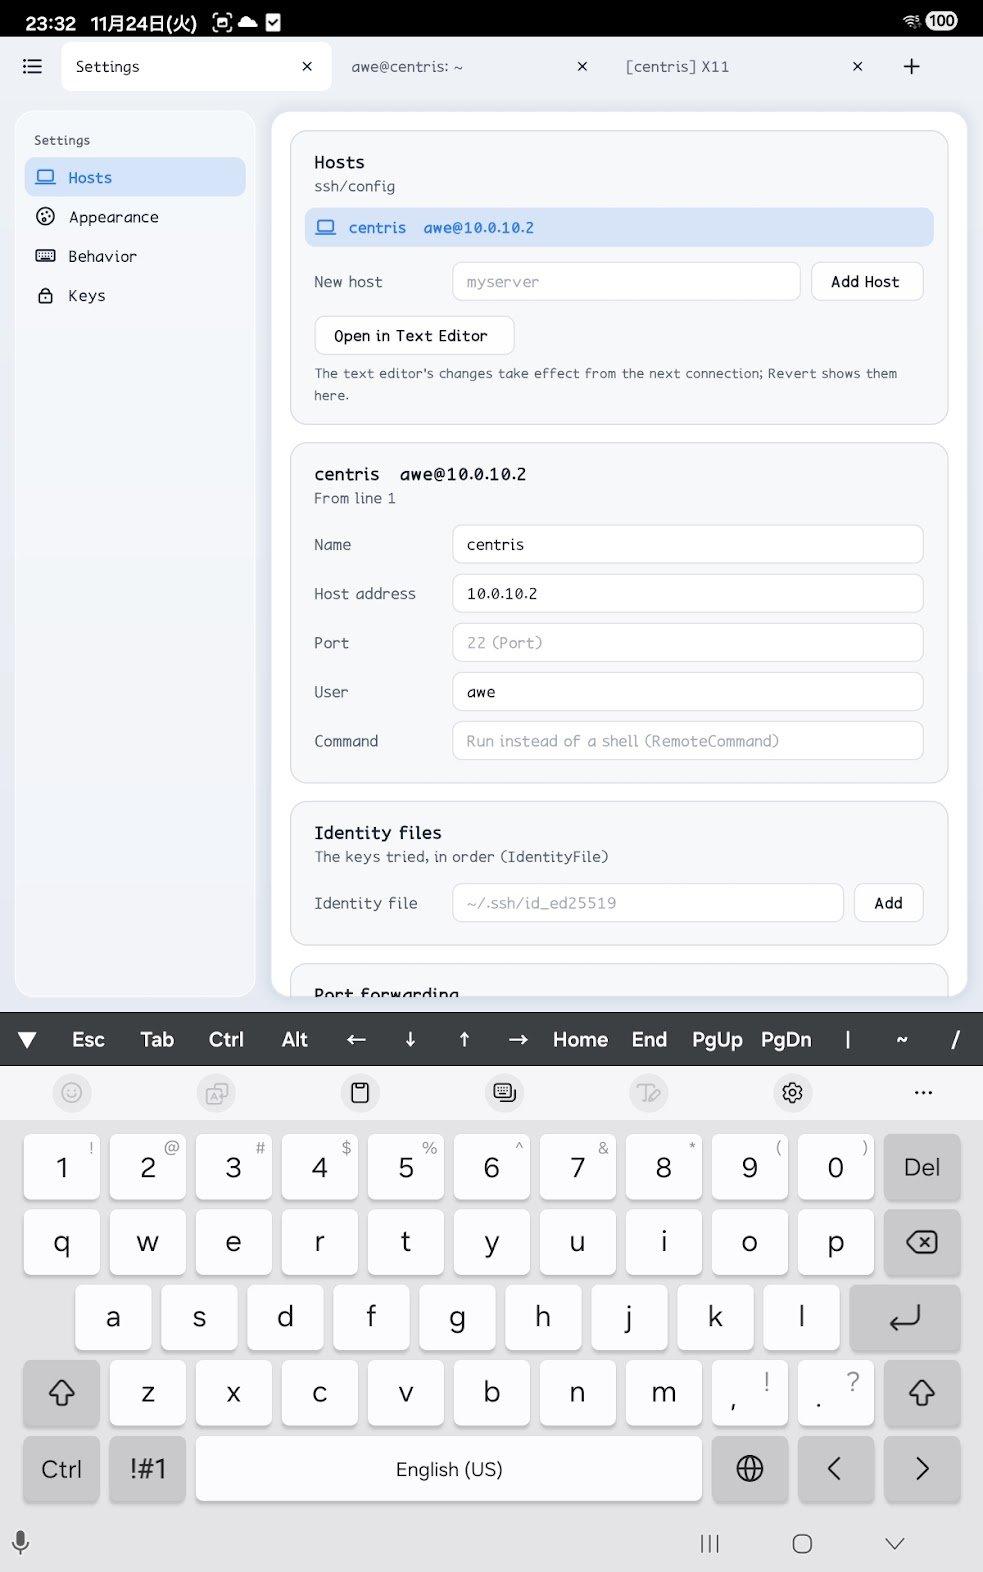 23:32 11月24日(火) 100
Settings awe@centris: ~ [centris] X11
Settings
Hosts
Appearance
Behavior
Keys
Hosts
ssh/config
centris awe@10.0.10.2
New host myserver Add Host
Open in Text Editor
The text editor's changes take effect from the next connection; Revert shows them
here.
centris awe@10.0.10.2
From line 1
Name centris
Host address 10.0.10.2
Port 22 (Port)
User awe
Command Run instead of a shell (RemoteCommand)
Identity files
The keys tried, in order (IdentityFile)
Identity file ~/.ssh/id_ed25519 Add
Port forwarding
▼ Esc Tab Ctrl Alt ← ↓ ↑ → Home End PgUp PgDn | ~ /
! @ # $ % ^ & * ( )
1 2 3 4 5 6 7 8 9 0 Del
q w e r t y u i o p
a s d f g h j k l
z x c v b n m , ! . ?
Ctrl !#1 English (US) < >